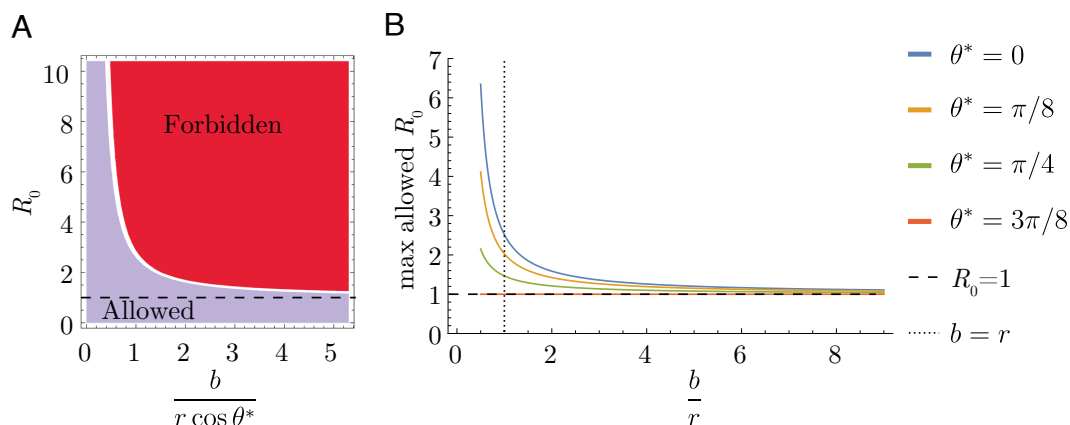 A
R₀
10
8
6
4
2
0
Forbidden
Allowed
0 1 2 3 4 5
b
r cos θ*
B
max allowed R₀
7
6
5
4
3
2
1
0
0 2 4 6 8
b
r
θ* = 0
θ* = π/8
θ* = π/4
θ* = 3π/8
R₀=1
b = r